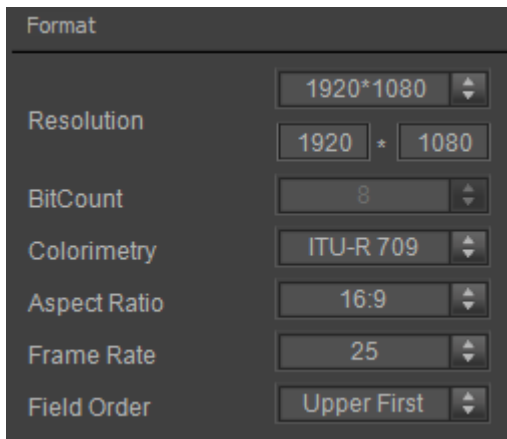 Format
1920*1080
Resolution
1920 * 1080
BitCount 8
Colorimetry ITU-R 709
Aspect Ratio 16:9
Frame Rate 25
Field Order Upper First